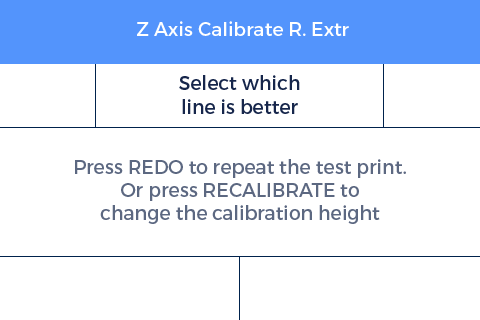 Z Axis Calibrate R. Extr
Select which
line is better
Press REDO to repeat the test print.
Or press RECALIBRATE to
change the calibration height